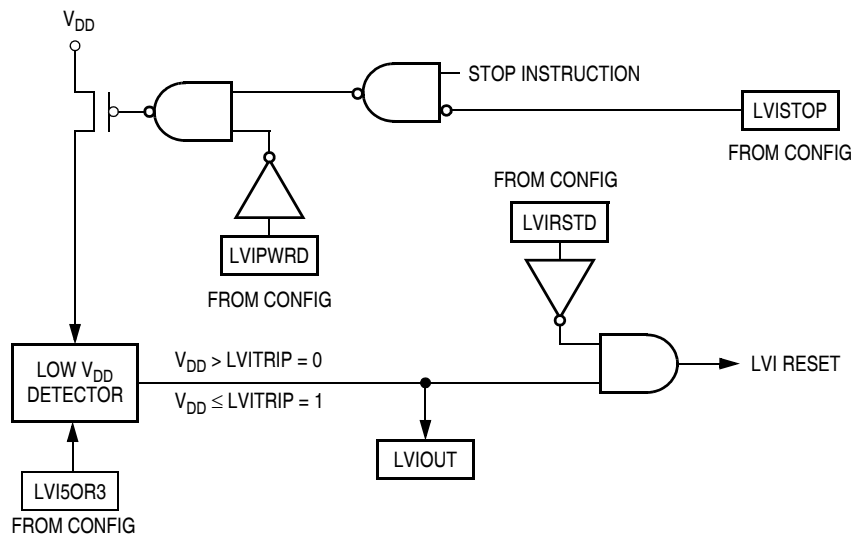 VDD
STOP INSTRUCTION
LVISTOP
FROM CONFIG
FROM CONFIG
LVIRSTD
LVIPWRD
FROM CONFIG
LOW VDD
DETECTOR
VDD > LVITRIP = 0
VDD ≤ LVITRIP = 1
LVI RESET
LVIOUT
LVI5OR3
FROM CONFIG